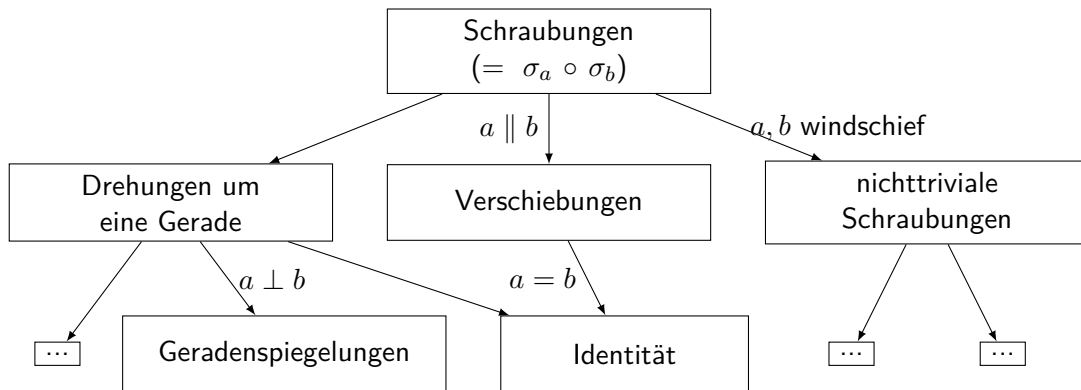 Schraubungen
(= σ_a ∘ σ_b)
a ∥ b
a, b windschief
Drehungen um
eine Gerade
Verschiebungen
nichttriviale
Schraubungen
a ⊥ b
a = b
...
Geradenspiegelungen
Identität
...
...